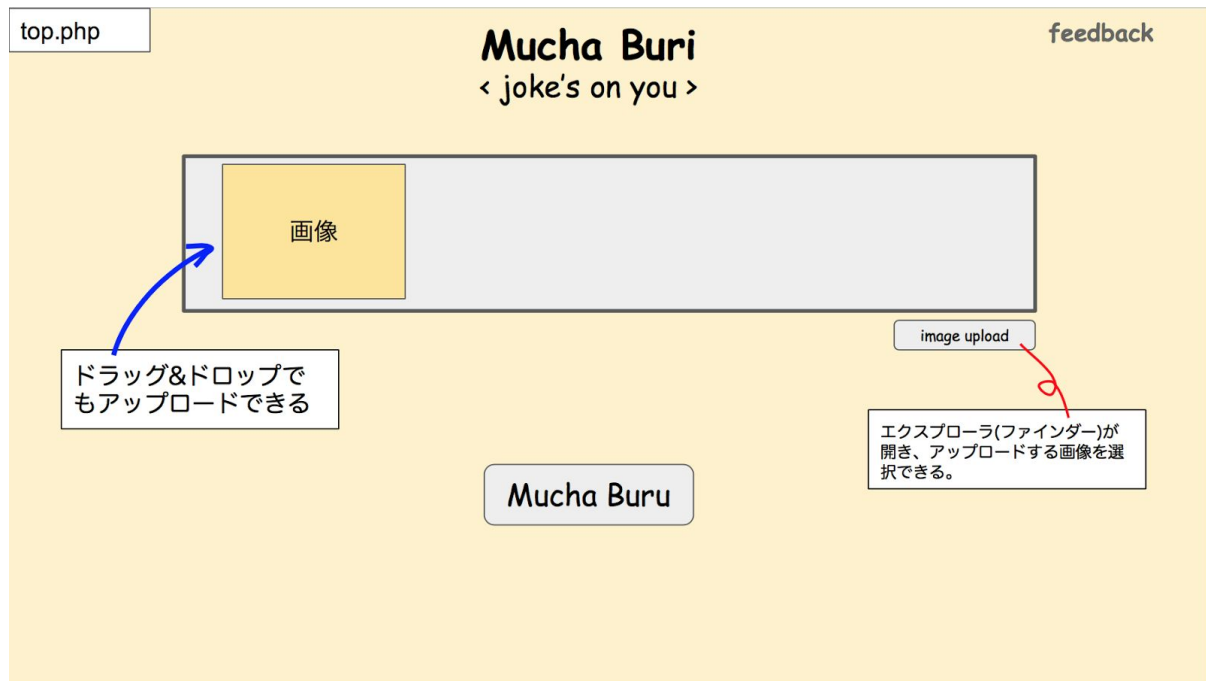 top.php
Mucha Buri
feedback
< joke's on you >
画像
image upload
ドラッグ&ドロップで
もアップロードできる
エクスプローラ(ファインダー)が
開き、アップロードする画像を選
択できる。
Mucha Buru